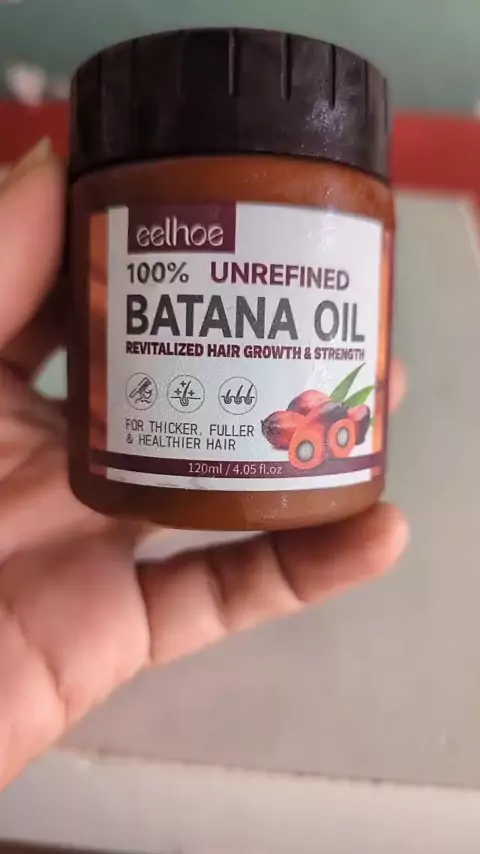 eelhoe
100% UNREFINED
BATANA OIL
REVITALIZED HAIR GROWTH & STRENGTH
FOR THICKER, FULLER
& HEALTHIER HAIR
120ml / 4.05 fl.oz